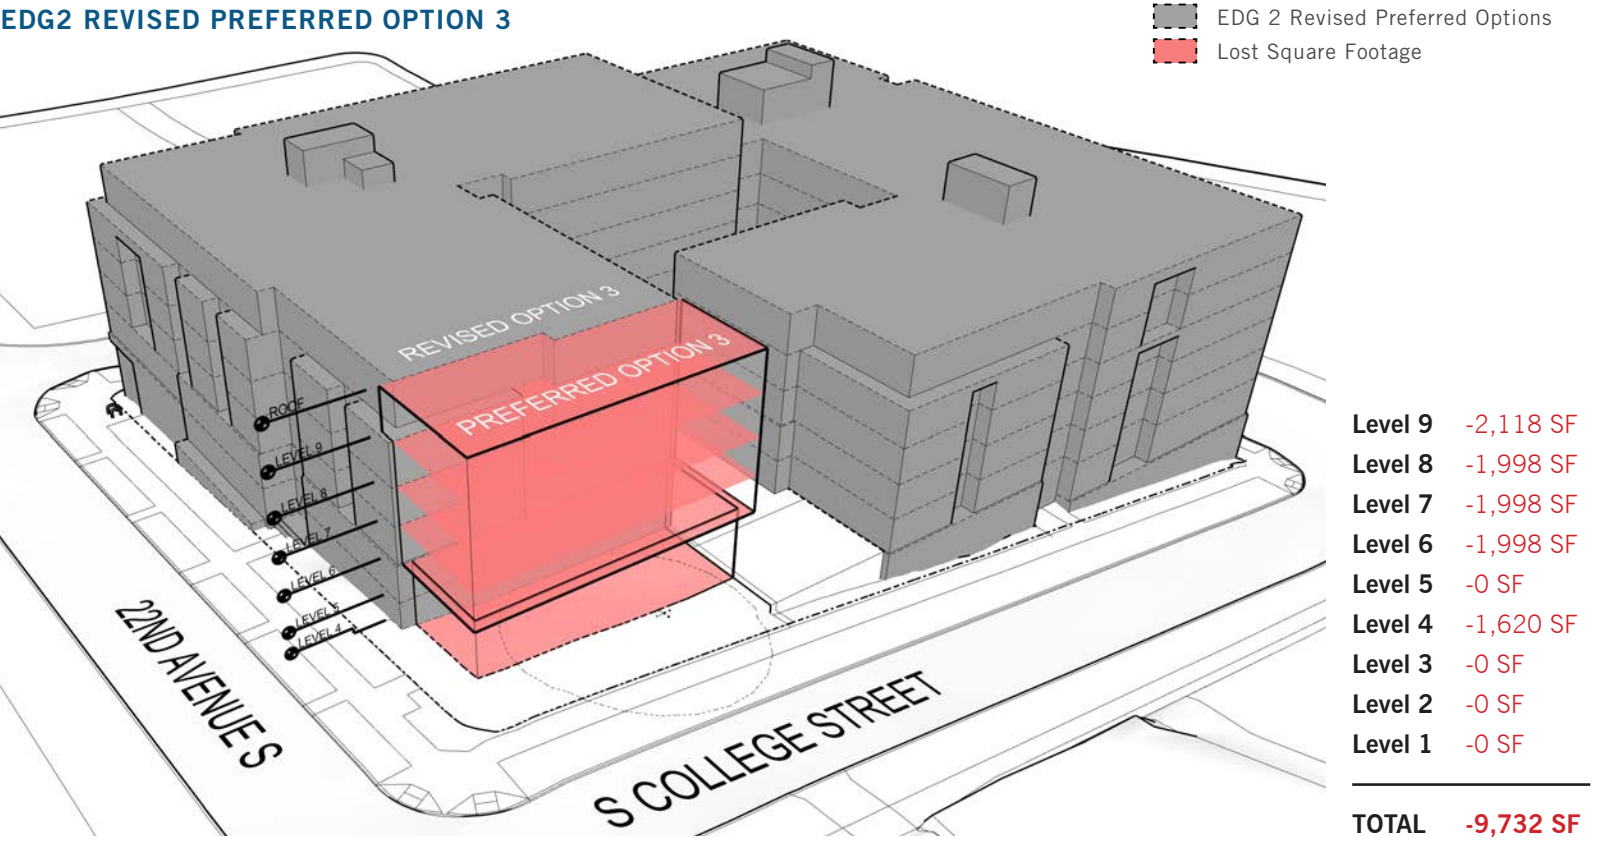 EDG2 REVISED PREFERRED OPTION 3
EDG 2 Revised Preferred Options
Lost Square Footage
REVISED OPTION 3
PREFERRED OPTION 3
ROOF
LEVEL 9
LEVEL 8
LEVEL 7
LEVEL 6
LEVEL 5
LEVEL 4
22ND AVENUE S
S COLLEGE STREET
Level 9 -2,118 SF
Level 8 -1,998 SF
Level 7 -1,998 SF
Level 6 -1,998 SF
Level 5 -0 SF
Level 4 -1,620 SF
Level 3 -0 SF
Level 2 -0 SF
Level 1 -0 SF
TOTAL -9,732 SF